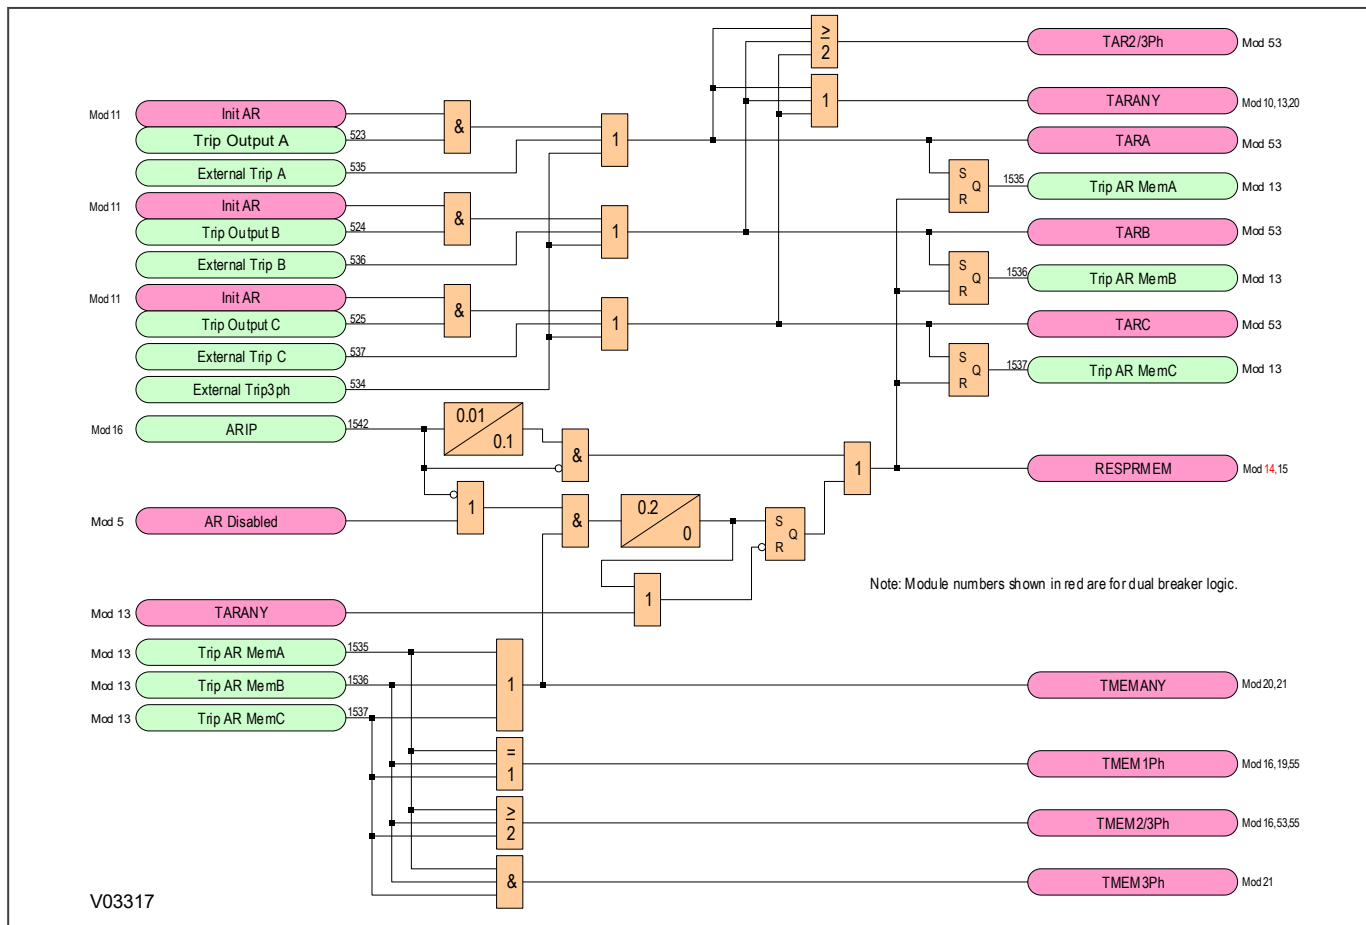 ≥
2
TAR2/3Ph Mod 53
1
TARANY Mod 10,13,20
Mod 11 Init AR
&
1
Trip Output A 523
TARA Mod 53
External Trip A 535
S
Q
R
1535 Trip AR MemA Mod 13
Mod 11 Init AR
&
1
Trip Output B 524
TARB Mod 53
External Trip B 536
S
Q
R
1536 Trip AR MemB Mod 13
Mod 11 Init AR
&
1
Trip Output C 525
TARC Mod 53
External Trip C 537
S
Q
R
1537 Trip AR MemC Mod 13
External Trip3ph 534
Mod 16 ARIP 1542
0.01
0.1
&
1
RESPRMEM Mod 14,15
Mod 5 AR Disabled
1
&
0.2
0
S
Q
R
Note: Module numbers shown in red are for dual breaker logic.
Mod 13 TARANY
1
Mod 13 Trip AR MemA 1535
Mod 13 Trip AR MemB 1536
1
TMEMANY Mod 20,21
Mod 13 Trip AR MemC 1537
=
1
TMEM1Ph Mod 16,19,55
≥
2
TMEM2/3Ph Mod 16,53,55
&
TMEM3Ph Mod 21
V03317